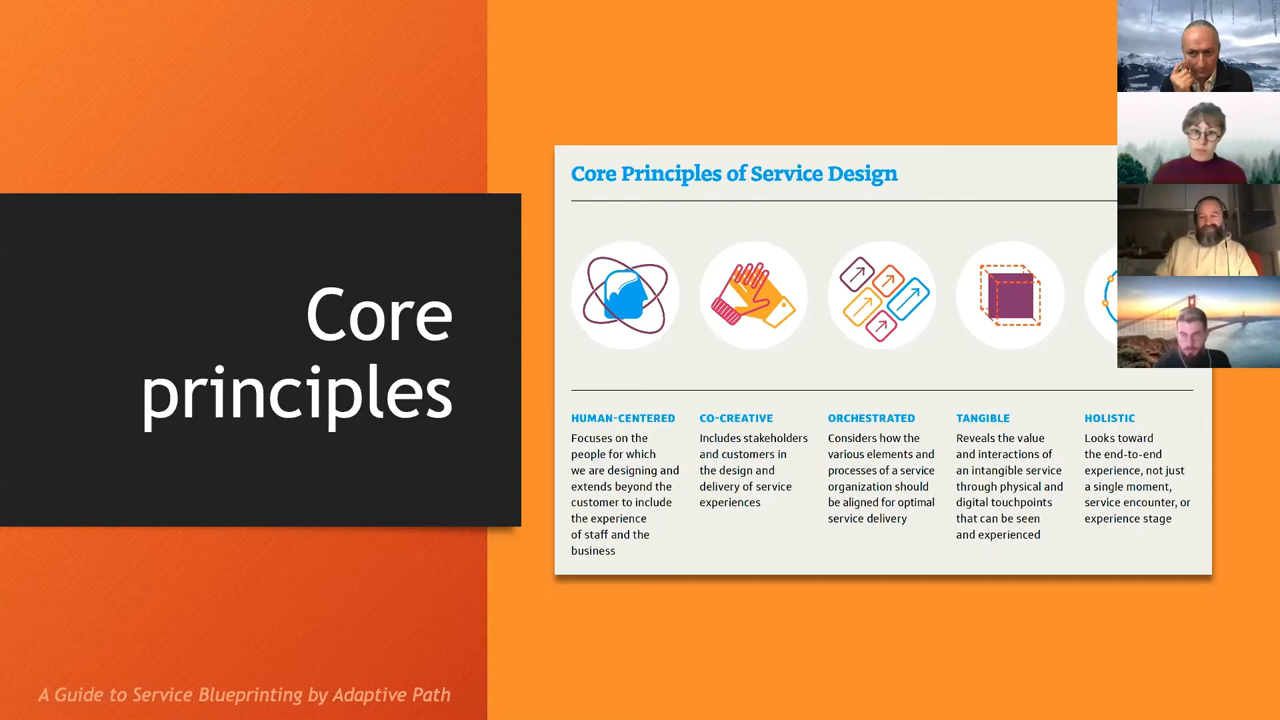 Core
principles
A Guide to Service Blueprinting by Adaptive Path
Core Principles of Service Design
HUMAN-CENTERED
Focuses on the
people for which
we are designing and
extends beyond the
customer to include
the experience
of staff and the
business
CO-CREATIVE
Includes stakeholders
and customers in
the design and
delivery of service
experiences
ORCHESTRATED
Considers how the
various elements and
processes of a service
organization should
be aligned for optimal
service delivery
TANGIBLE
Reveals the value
and interactions of
an intangible service
through physical and
digital touchpoints
that can be seen
and experienced
HOLISTIC
Looks toward
the end-to-end
experience, not just
a single moment,
service encounter, or
experience stage